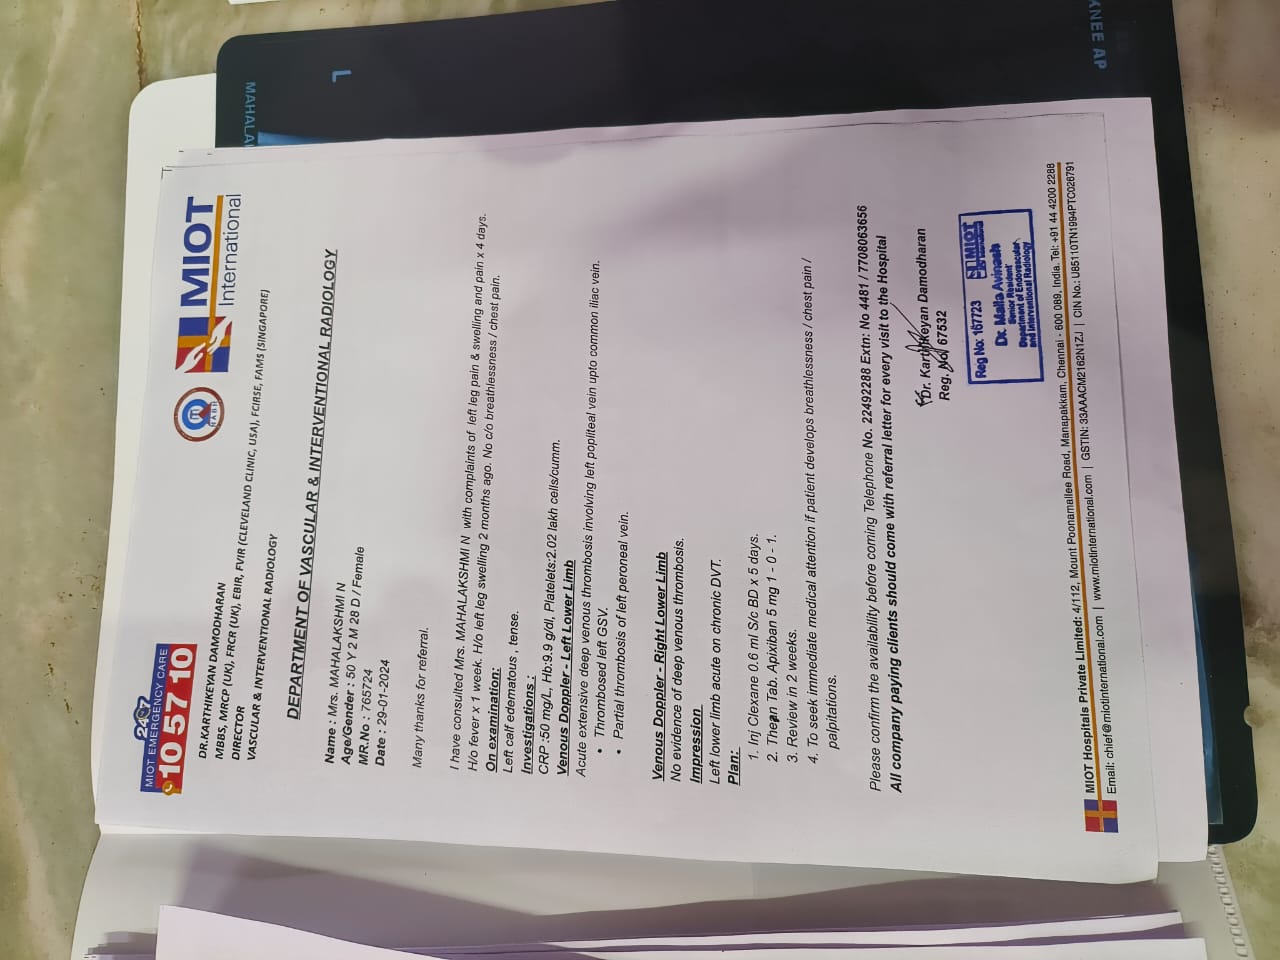 KNEE AP
L
MAHALA
24x7
MIOT EMERGENCY CARE
10 57 10
NABH
MIOT
International
DR.KARTHIKEYAN DAMODHARAN
MBBS, MRCP (UK), FRCR (UK), EBIR, FVIR (CLEVELAND CLINIC, USA), FCIRSE, FAMS (SINGAPORE)
DIRECTOR
VASCULAR & INTERVENTIONAL RADIOLOGY
DEPARTMENT OF VASCULAR & INTERVENTIONAL RADIOLOGY
Name : Mrs. MAHALAKSHMI N
Age/Gender : 50 Y 2 M 28 D / Female
MR.No : 765724
Date : 29-01-2024
Many thanks for referral.
I have consulted Mrs. MAHALAKSHMI N with complaints of left leg pain & swelling and pain x 4 days.
H/o fever x 1 week. H/o left leg swelling 2 months ago. No c/o breathlessness / chest pain.
On examination:
Left calf edematous , tense.
Investigations :
CRP :50 mg/L, Hb:9.9 g/dl, Platelets:2.02 lakh cells/cumm.
Venous Doppler - Left Lower Limb
Acute extensive deep venous thrombosis involving left popliteal vein upto common iliac vein.
• Thrombosed left GSV.
• Partial thrombosis of left peroneal vein.
Venous Doppler - Right Lower Limb
No evidence of deep venous thrombosis.
Impression
Left lower limb acute on chronic DVT.
Plan:
1. Inj Clexane 0.6 ml S/c BD x 5 days.
2. Then Tab. Apixiban 5 mg 1 - 0 - 1.
3. Review in 2 weeks.
4. To seek immediate medical attention if patient develops breathlossness / chest pain /
palpitations.
Please confirm the availability before coming Telephone No. 22492288 Extn: No 4481 / 7708063656
All company paying clients should come with referral letter for every visit to the Hospital
Dr. Karthikeyan Damodharan
Reg. No. 67532
Reg No: 167723
MIOT
Dr. Malla Avinash
Senior Resident
Department of Endovascular
and Interventional Radiology
MIOT Hospitals Private Limited: 4/112, Mount Poonamallee Road, Manapakkam, Chennai - 600 089, India. Tel: +91 44 4200 2288
Email: chief@miotinternational.com | www.miotinternational.com | GSTIN: 33AAACM2162N1ZJ | CIN No.: U85110TN1994PTC026791